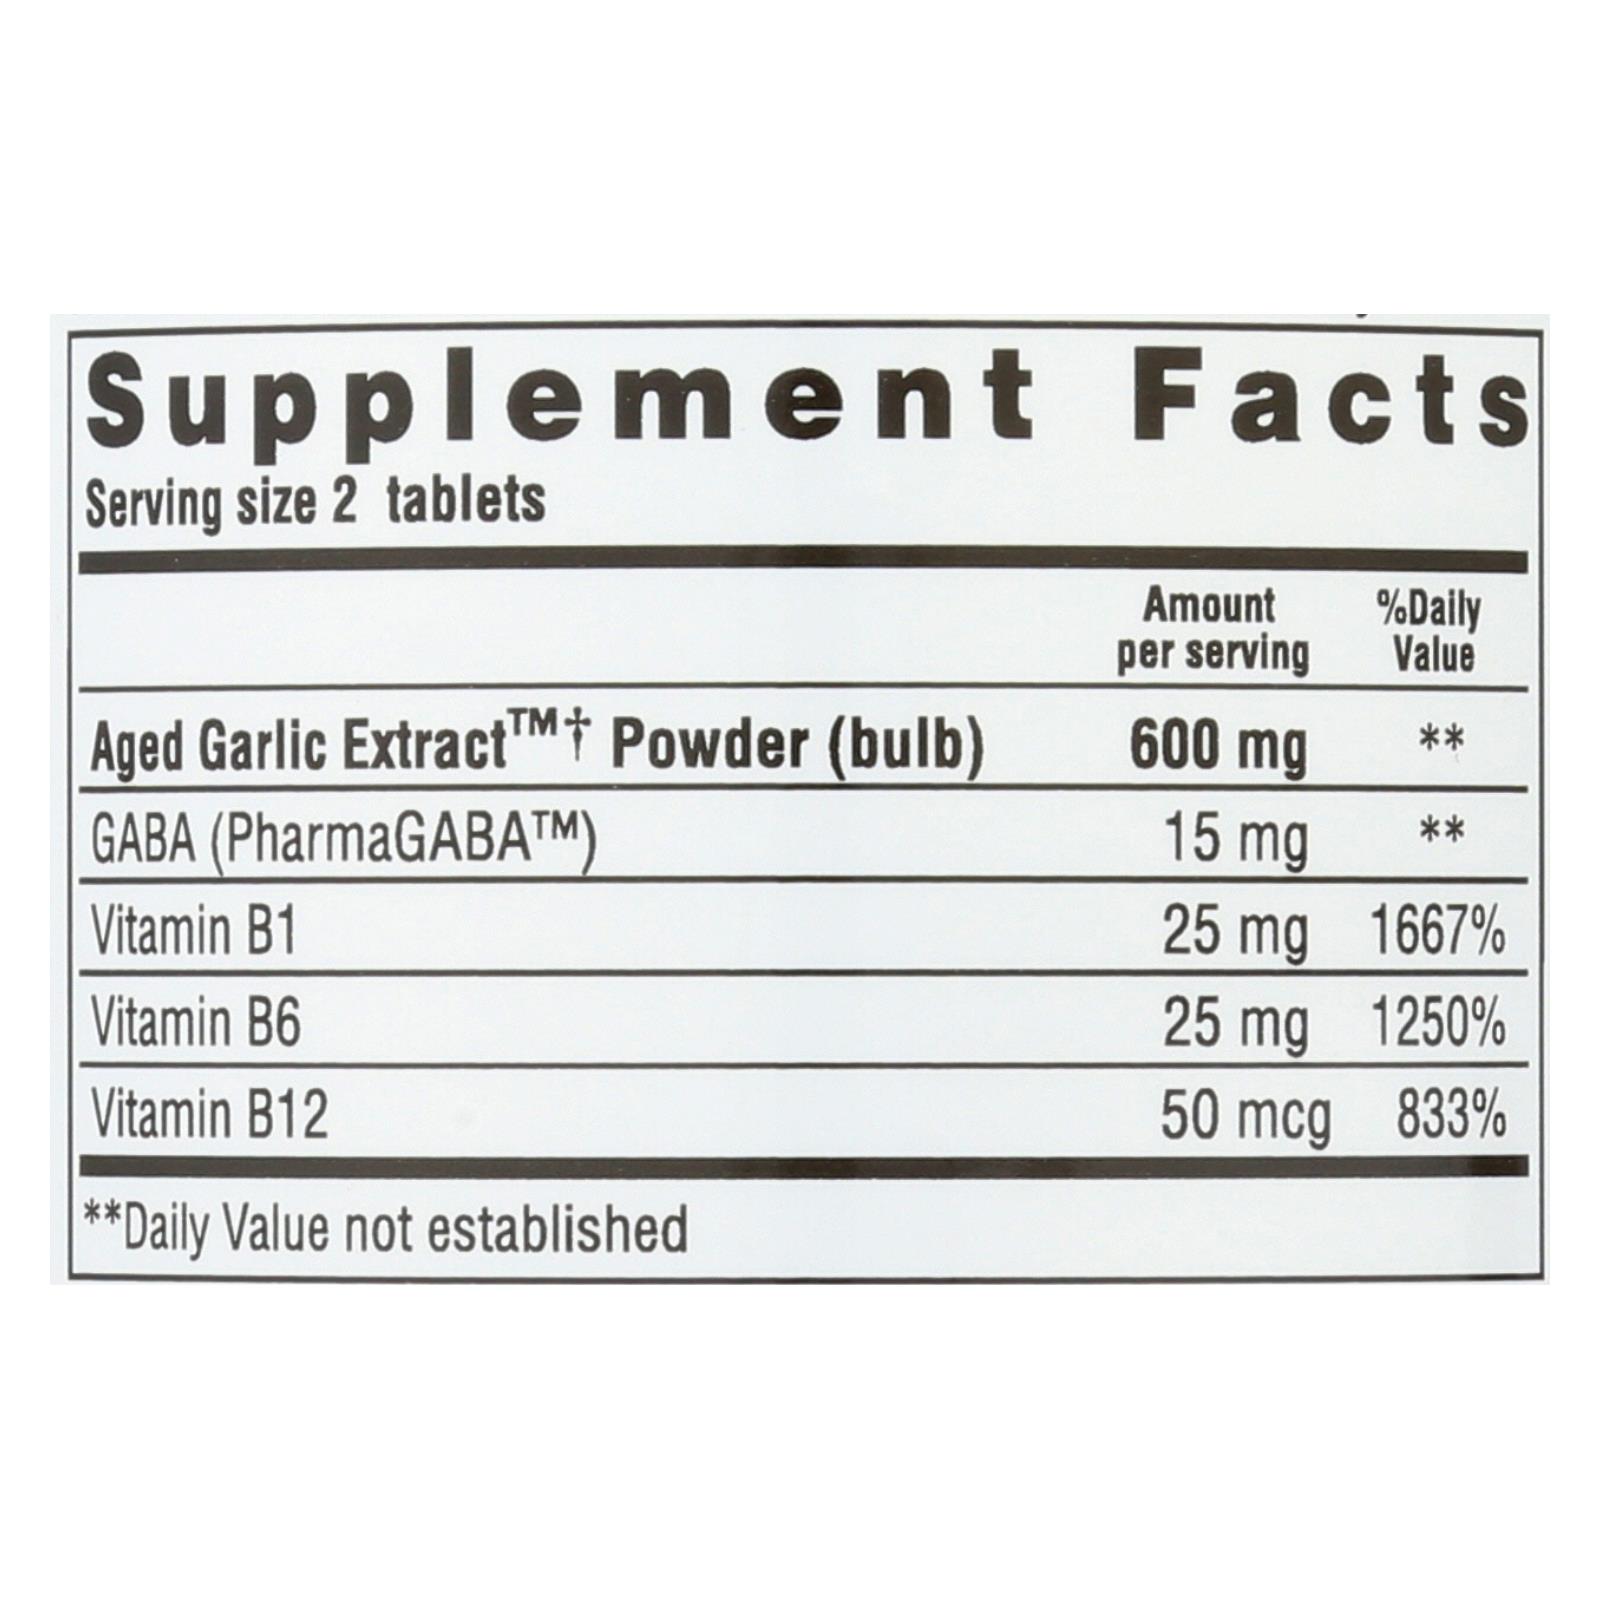 Supplement Facts
Serving size 2 tablets
Amount per serving %Daily Value
Aged Garlic Extract™† Powder (bulb) 600 mg **
GABA (PharmaGABA™) 15 mg **
Vitamin B1 25 mg 1667%
Vitamin B6 25 mg 1250%
Vitamin B12 50 mcg 833%
**Daily Value not established